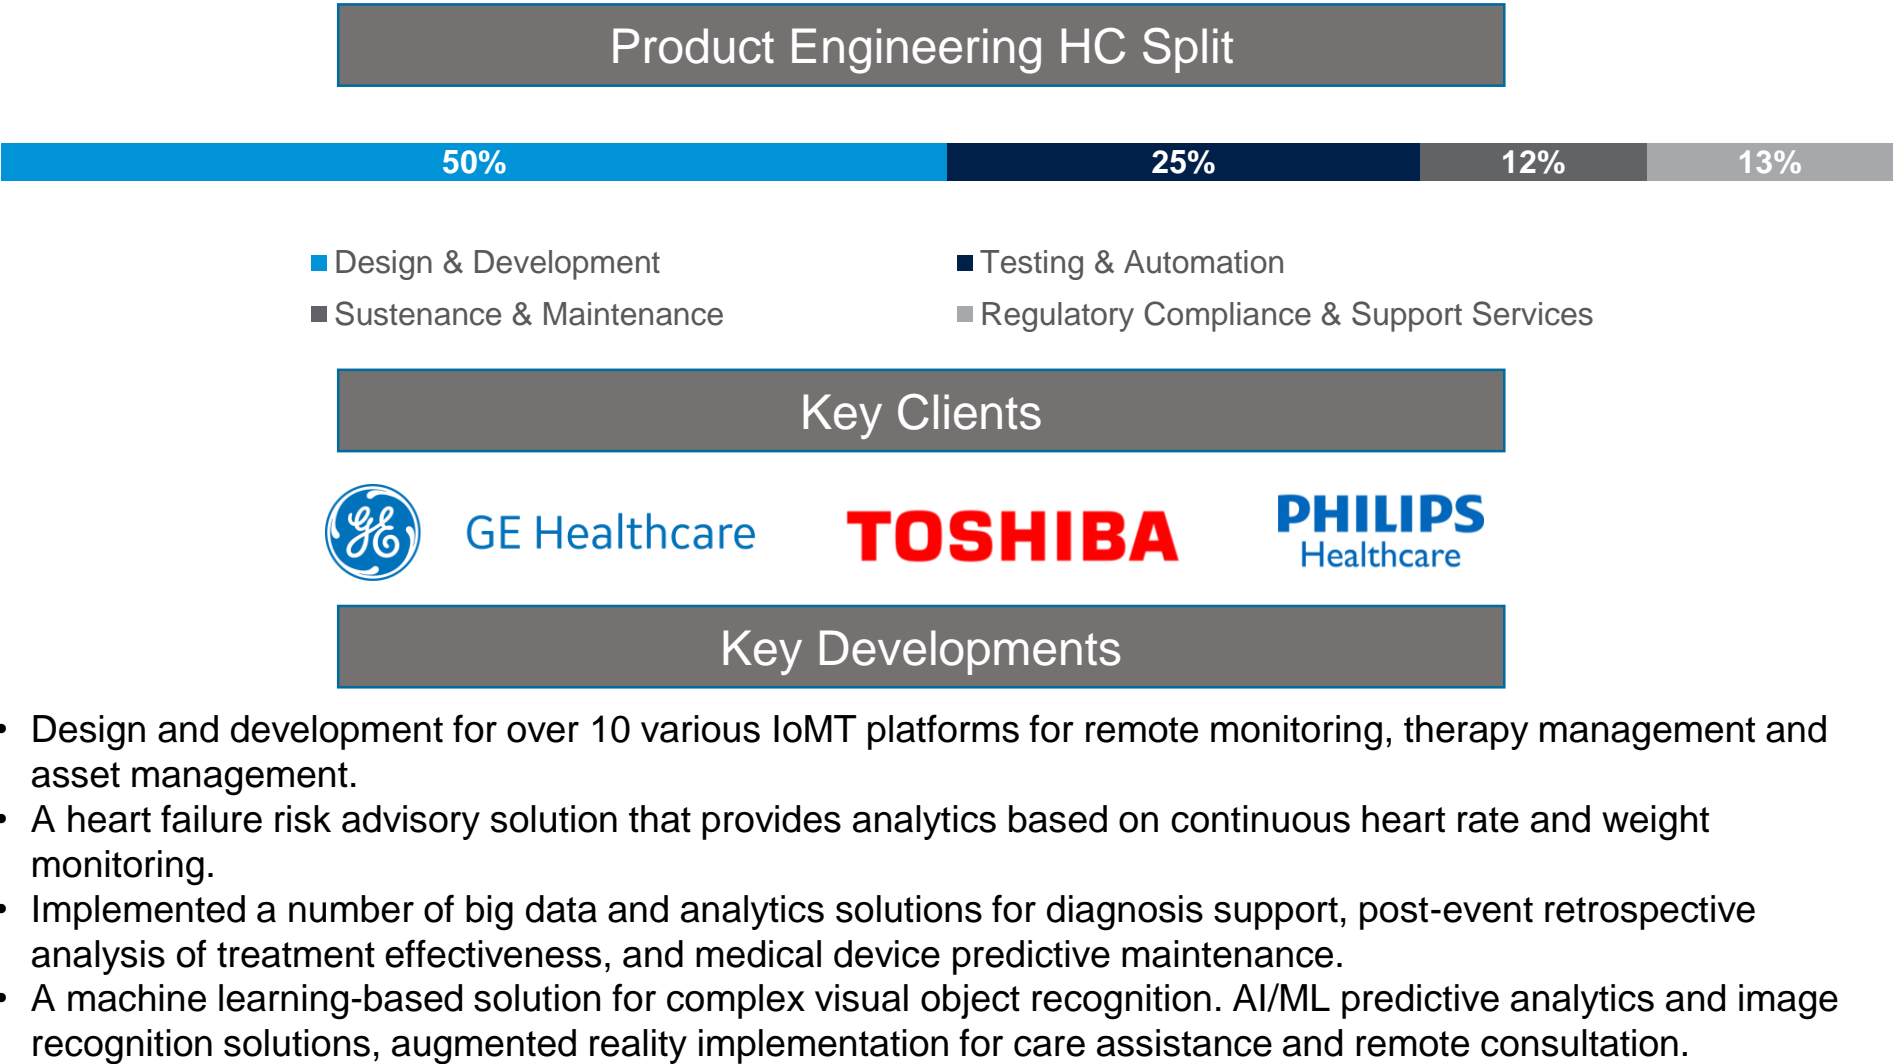 Product Engineering HC Split
50% 25% 12% 13%
Design & Development Testing & Automation
Sustenance & Maintenance Regulatory Compliance & Support Services
Key Clients
GE GE Healthcare TOSHIBA PHILIPS
Healthcare
Key Developments
• Design and development for over 10 various IoMT platforms for remote monitoring, therapy management and
asset management.
• A heart failure risk advisory solution that provides analytics based on continuous heart rate and weight
monitoring.
• Implemented a number of big data and analytics solutions for diagnosis support, post-event retrospective
analysis of treatment effectiveness, and medical device predictive maintenance.
• A machine learning-based solution for complex visual object recognition. AI/ML predictive analytics and image
recognition solutions, augmented reality implementation for care assistance and remote consultation.